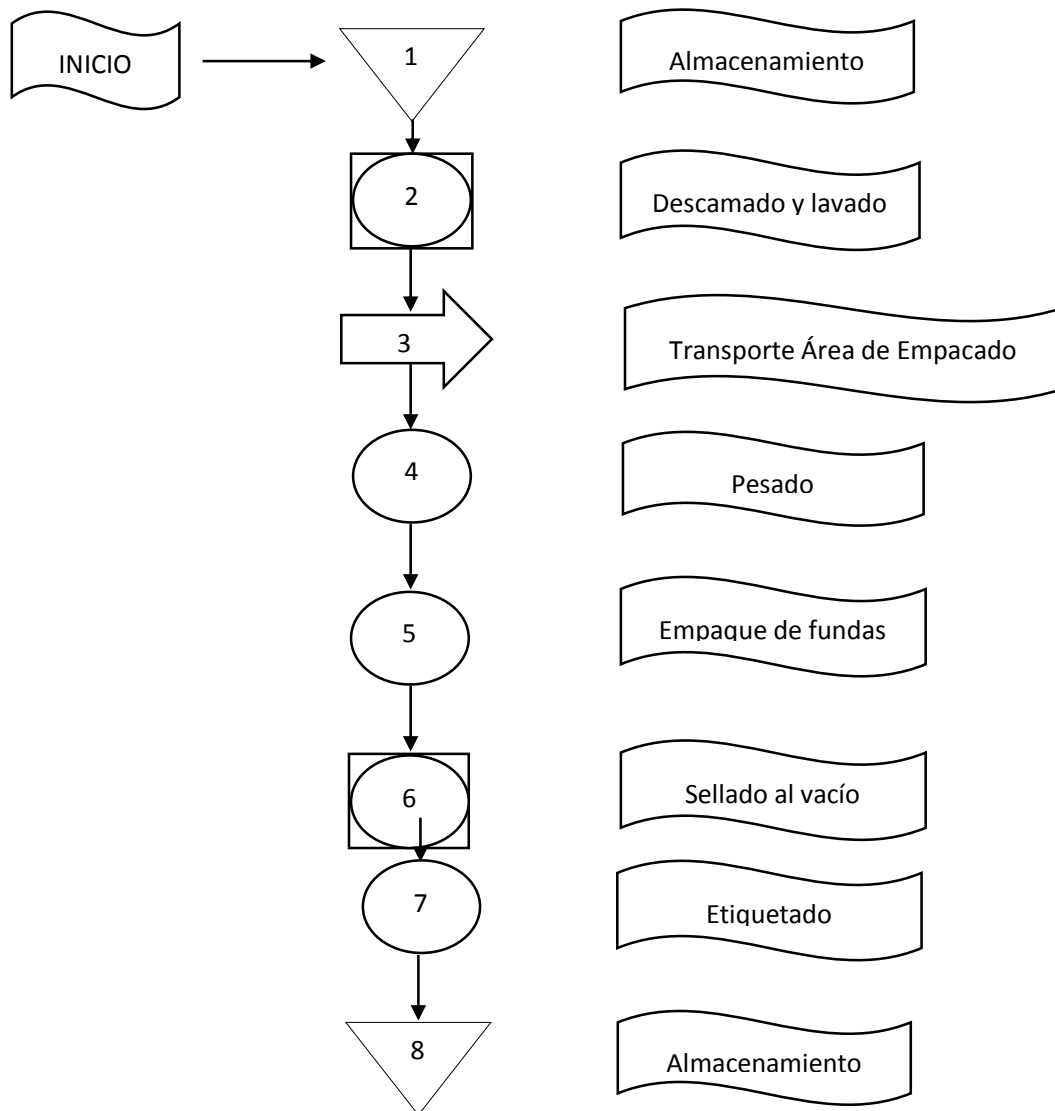 INICIO
1
Almacenamiento
2
Descamado y lavado
3
Transporte Área de Empacado
4
Pesado
5
Empaque de fundas
6
Sellado al vacío
7
Etiquetado
8
Almacenamiento